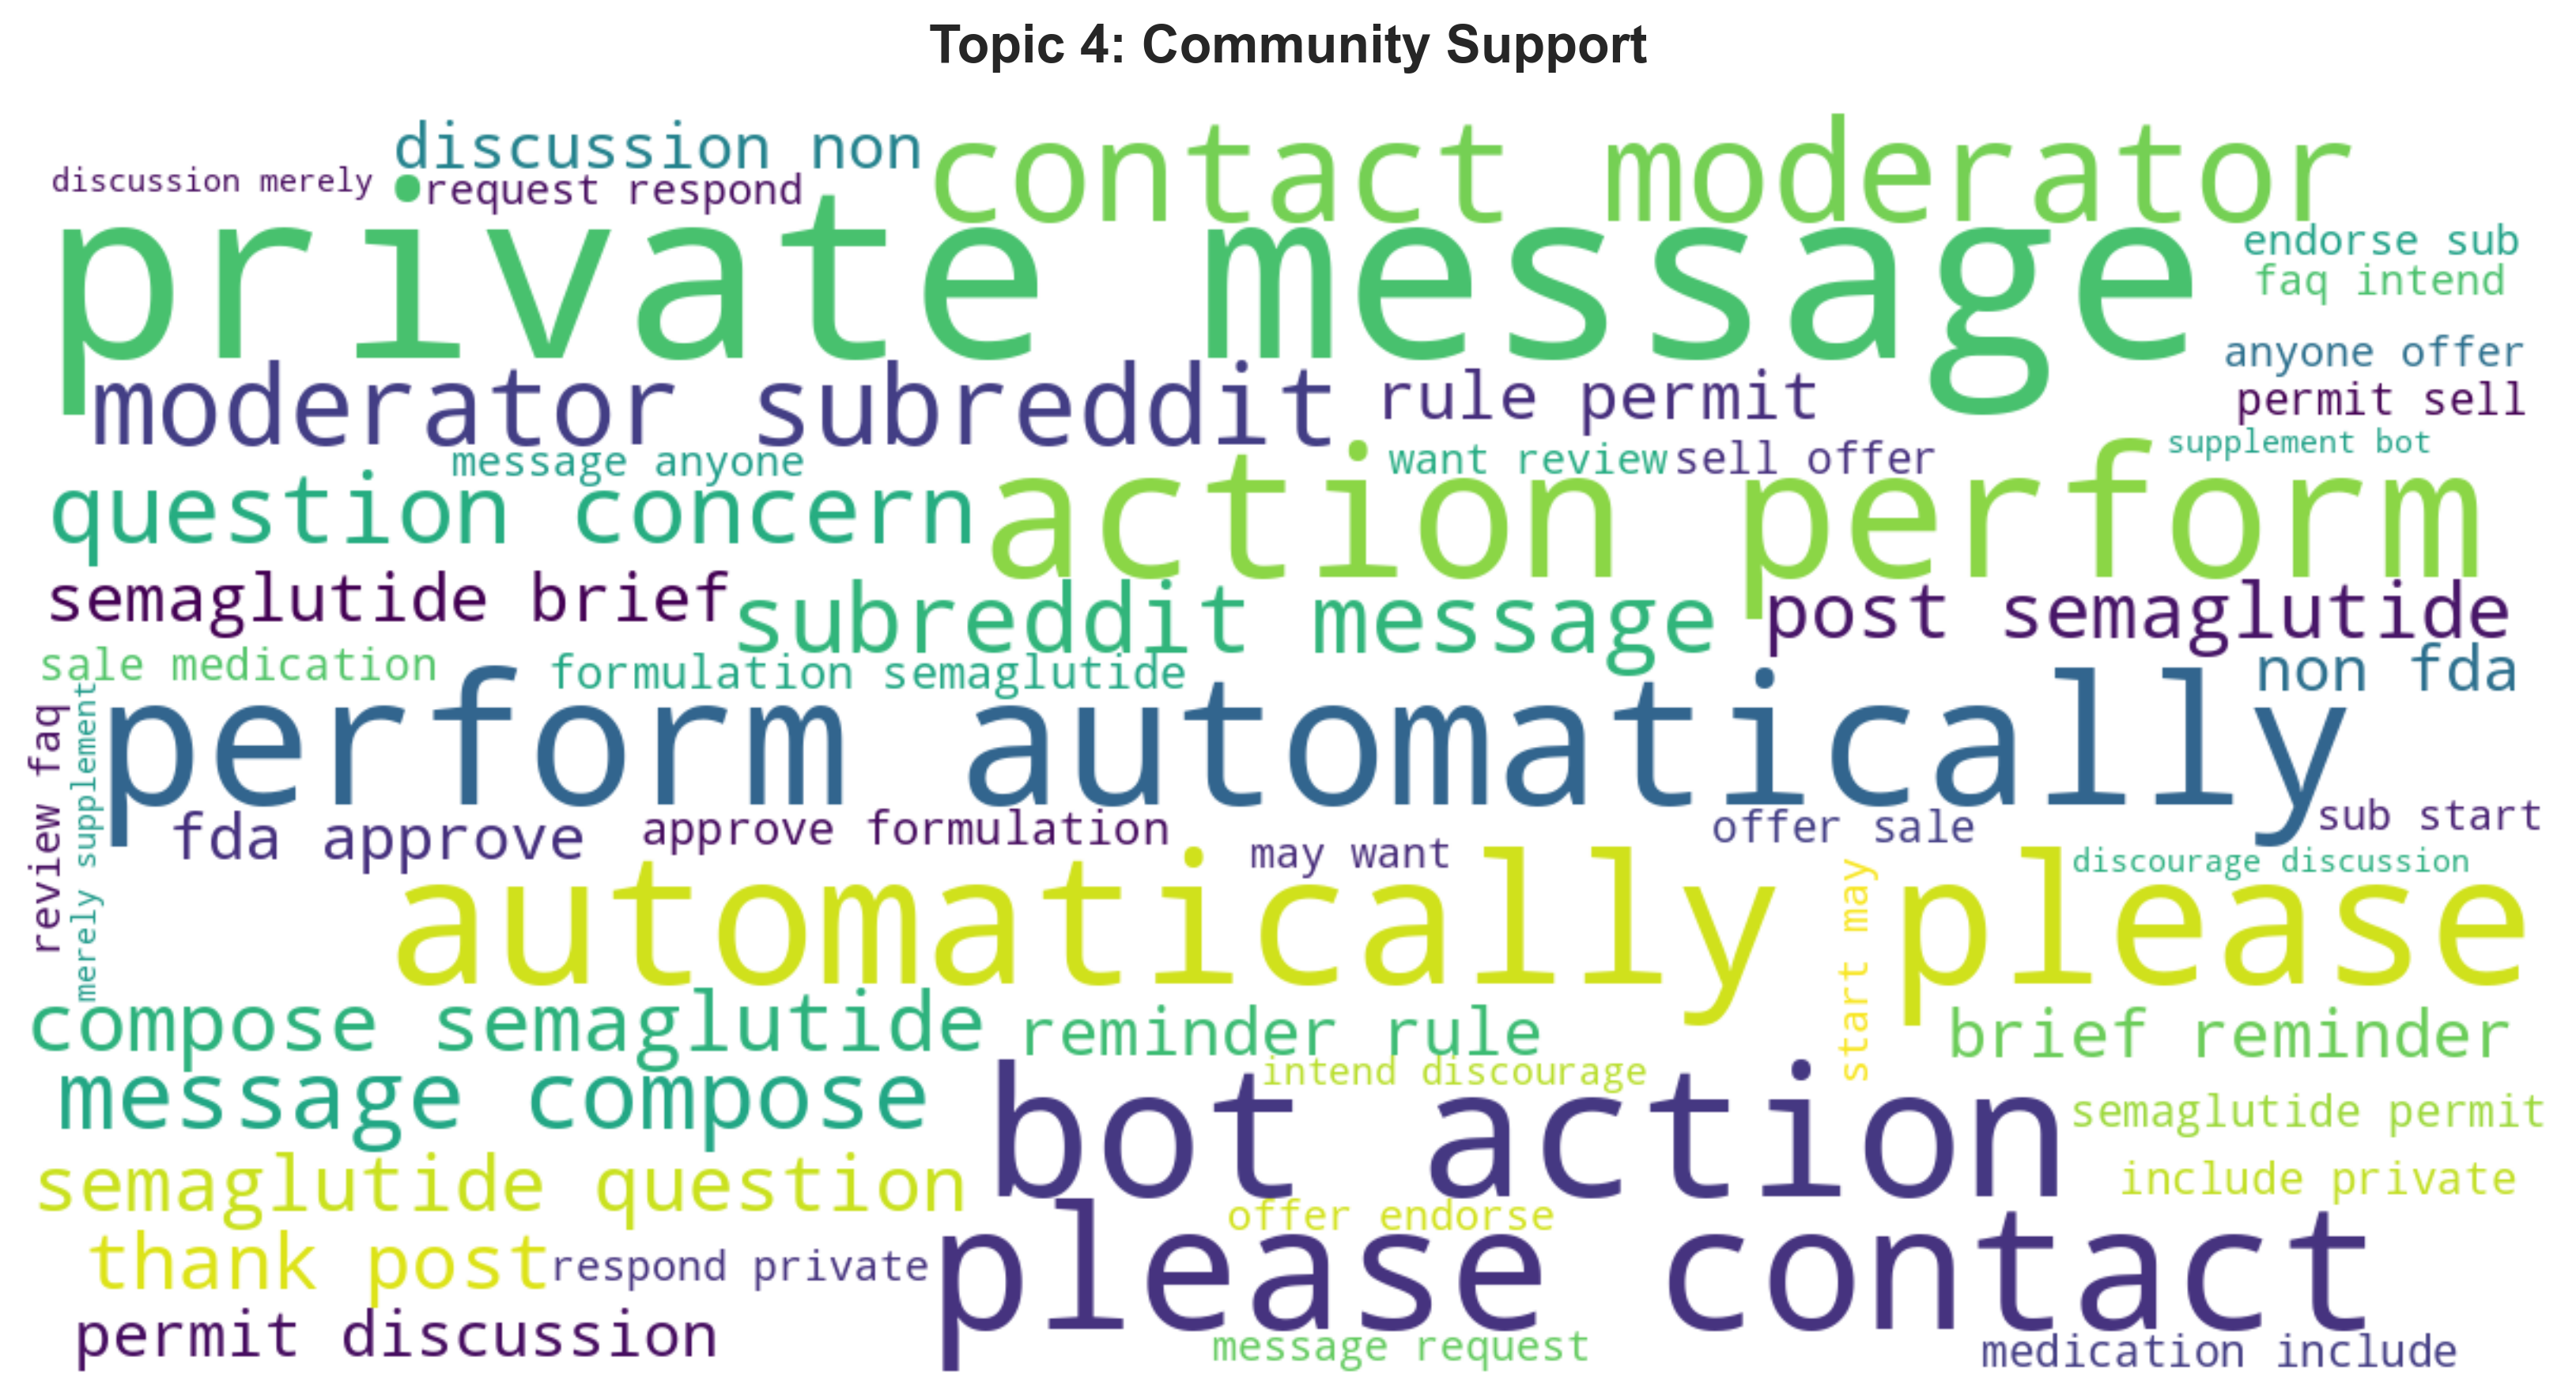 Topic 4: Community Support
discussion non
contact moderator
discussion merely
request respond
private message
endorse sub
faq intend
anyone offer
moderator subreddit
rule permit
permit sell
message anyone
want review
sell offer
supplement bot
question concern
action perform
semaglutide brief
subreddit message
post semaglutide
sale medication
formulation semaglutide
non fda
review faq
merely supplement
perform automatically
fda approve
approve formulation
may want
offer sale
sub start
automatically please
start may
discourage discussion
compose semaglutide
reminder rule
brief reminder
intend discourage
message compose
bot action
semaglutide permit
semaglutide question
include private
offer endorse
thank post
respond private
please contact
permit discussion
message request
medication include